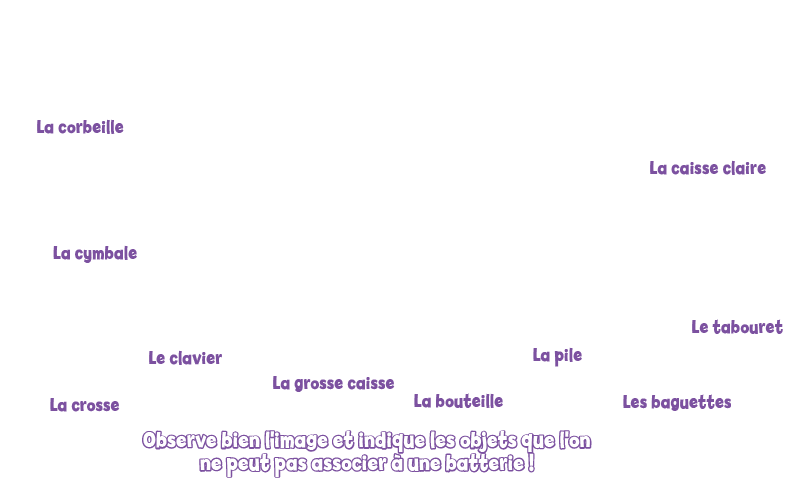 La corbeille
La caisse claire
La cymbale
Le tabouret
Le clavier
La pile
La grosse caisse
La bouteille
Les baguettes
La crosse
Observe bien l'image et indique les objets que l'on
ne peut pas associer à une batterie !